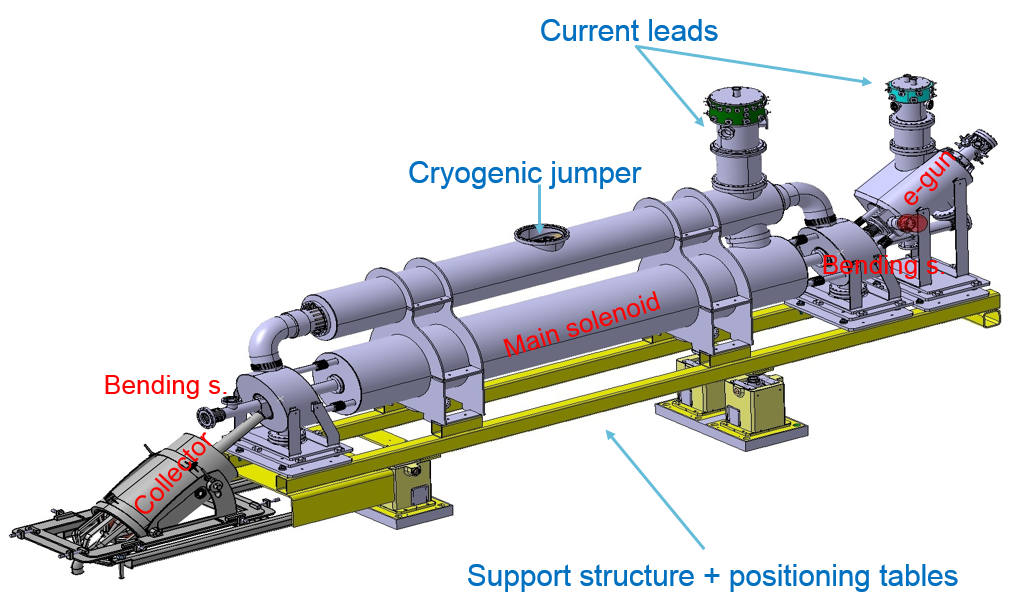 Current leads
Cryogenic jumper
e-gun
Bending s.
Main solenoid
Bending s.
Collector
Support structure + positioning tables